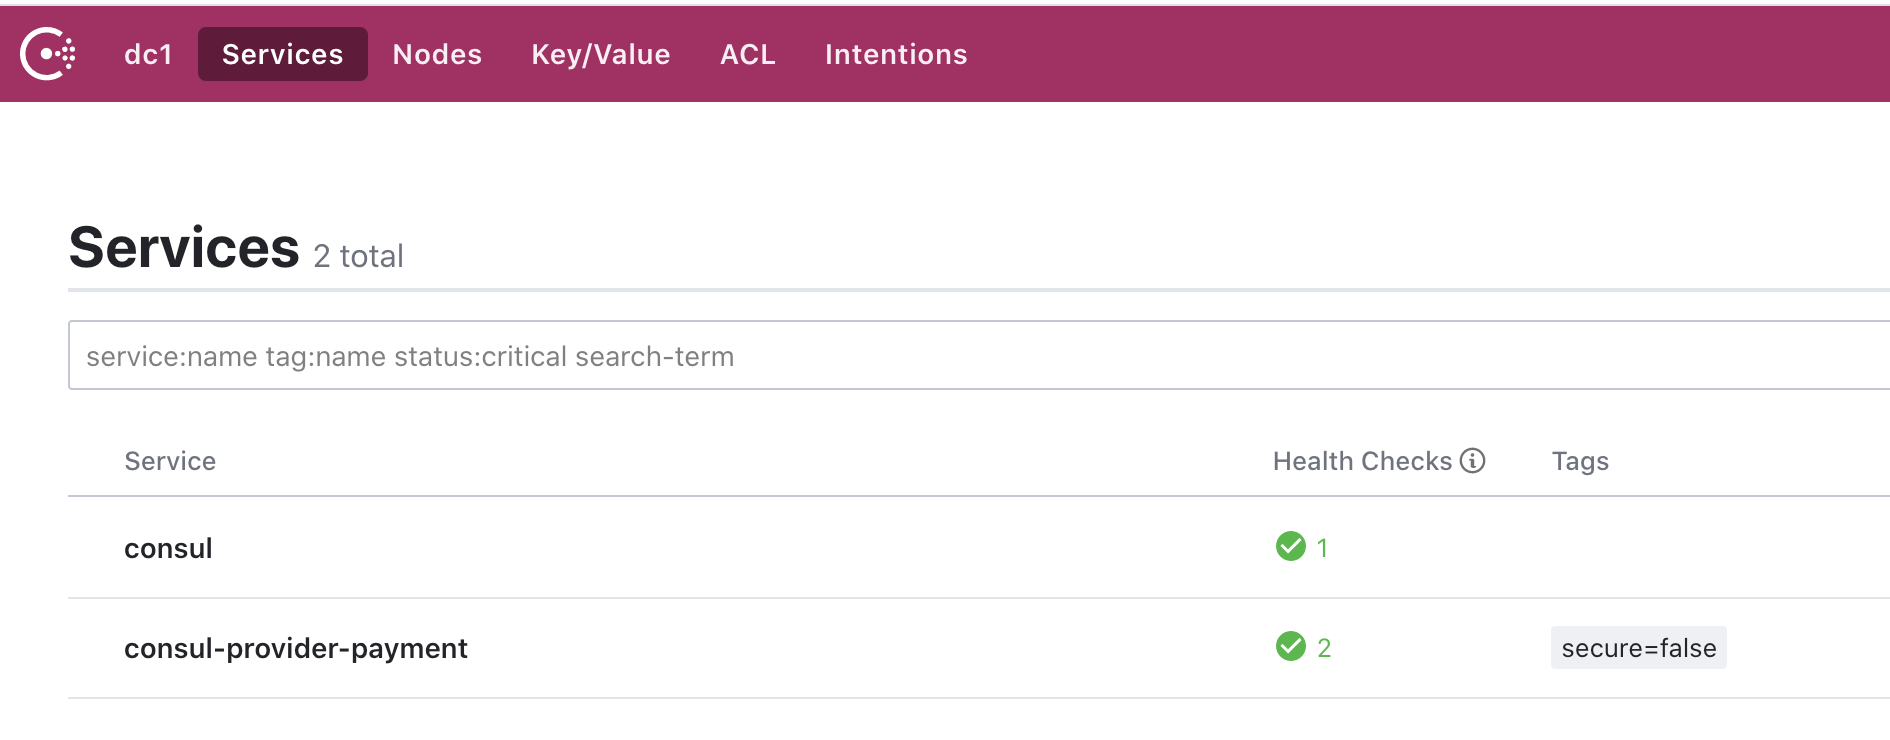 dc1 Services Nodes Key/Value ACL Intentions
Services 2 total
service:name tag:name status:critical search-term
Service Health Checks Tags
consul 1
consul-provider-payment 2 secure=false